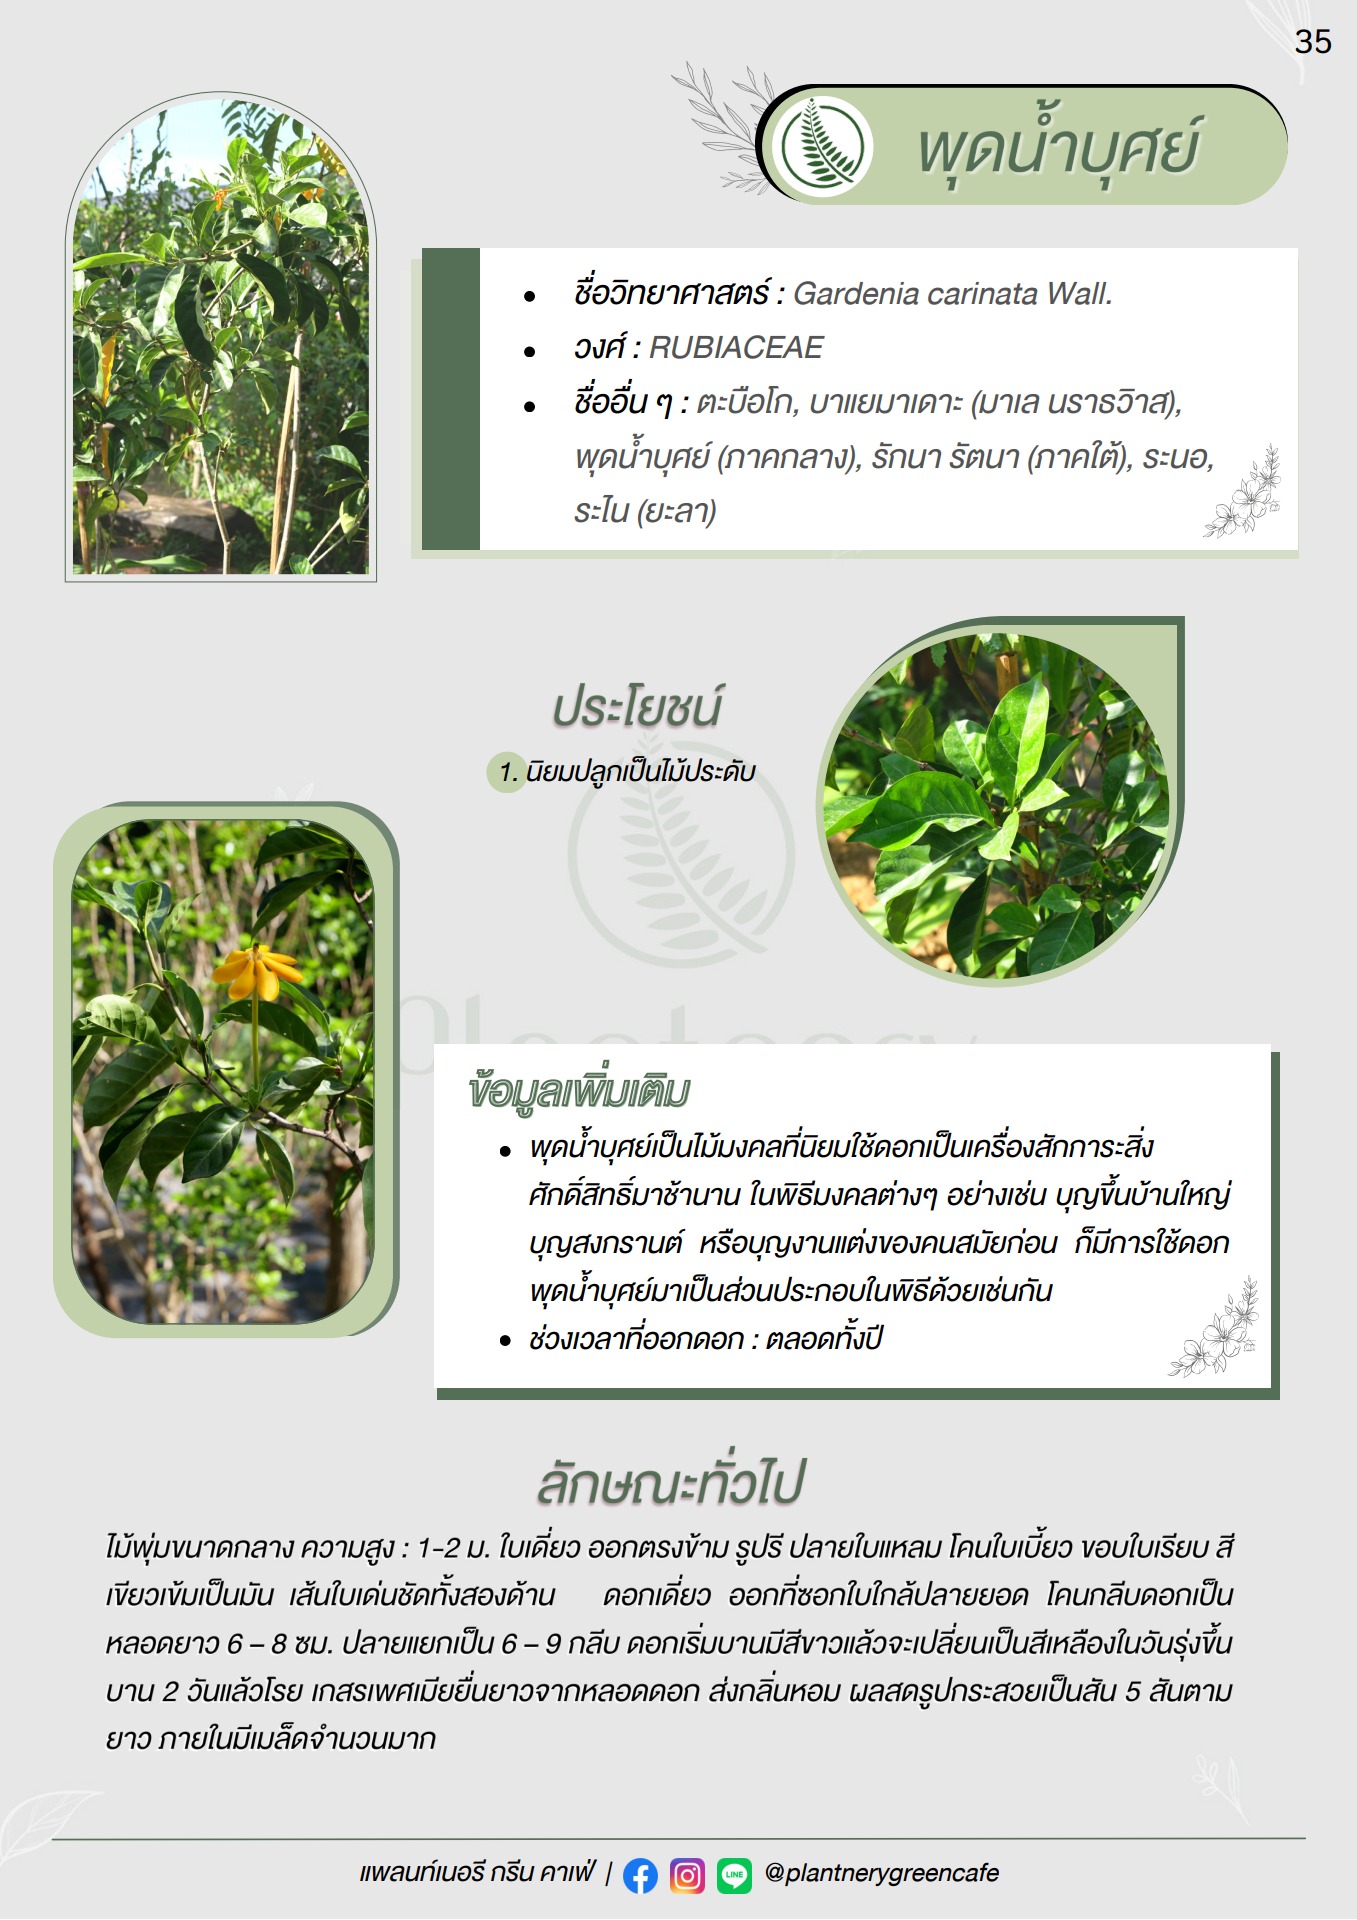 35
พุดน้ำบุศย์
ชื่อวิทยาศาสตร์ : Gardenia carinata Wall.
วงศ์ : RUBIACEAE
ชื่ออื่น ๆ : ตะบือโก, บาแยมาเดาะ (มาเล นราธวิาส),
พุดน้ำบุศย์ (ภาคกลาง), รักนา รัตนา (ภาคใต้), ระนอ,
ระไน (ยะลา)
ประโยชน์
1. นิยมปลูกเป็นไม้ประดับ
ข้อมูลเพิ่มเติม
พุดน้ำบุศย์เป็นไม้มงคลที่นิยมใช้ดอกเป็นเครื่องสักการะสิ่ง
ศักดิ์สิทธิ์มาช้านาน ในพิธีมงคลต่างๆ อย่างเช่น บุญขึ้นบ้านใหญ่
บุญสงกรานต์ หรือบุญงานแต่งของคนสมัยก่อน ก็มีการใช้ดอก
พุดน้ำบุศย์มาเป็นส่วนประกอบในพิธีด้วยเช่นกัน
ช่วงเวลาที่ออกดอก : ตลอดทั้งปี
ลักษณะทั่วไป
ไม้พุ่มขนาดกลาง ความสูง : 1-2 ม. ใบเดี่ยว ออกตรงข้าม รูปรี ปลายใบแหลม โคนใบเบี้ยว ขอบใบเรียบ สี
เขียวเข้มเป็นมัน เส้นใบเด่นชัดทั้งสองด้าน ดอกเดี่ยว ออกที่ซอกใบใกล้ปลายยอด โคนกลีบดอกเป็น
หลอดยาว 6 – 8 ซม. ปลายแยกเป็น 6 – 9 กลีบ ดอกเริ่มบานมีสีขาวแล้วจะเปลี่ยนเป็นสีเหลืองในวันรุ่งขึ้น
บาน 2 วันแล้วโรย เกสรเพศเมียยื่นยาวจากหลอดดอก ส่งกลิ่นหอม ผลสดรูปกระสวยเป็นสัน 5 สันตาม
ยาว ภายในมีเมล็ดจำนวนมาก
แพลนท์เนอรี กรีน คาเฟ่ | LINE @plantnerygreencafe